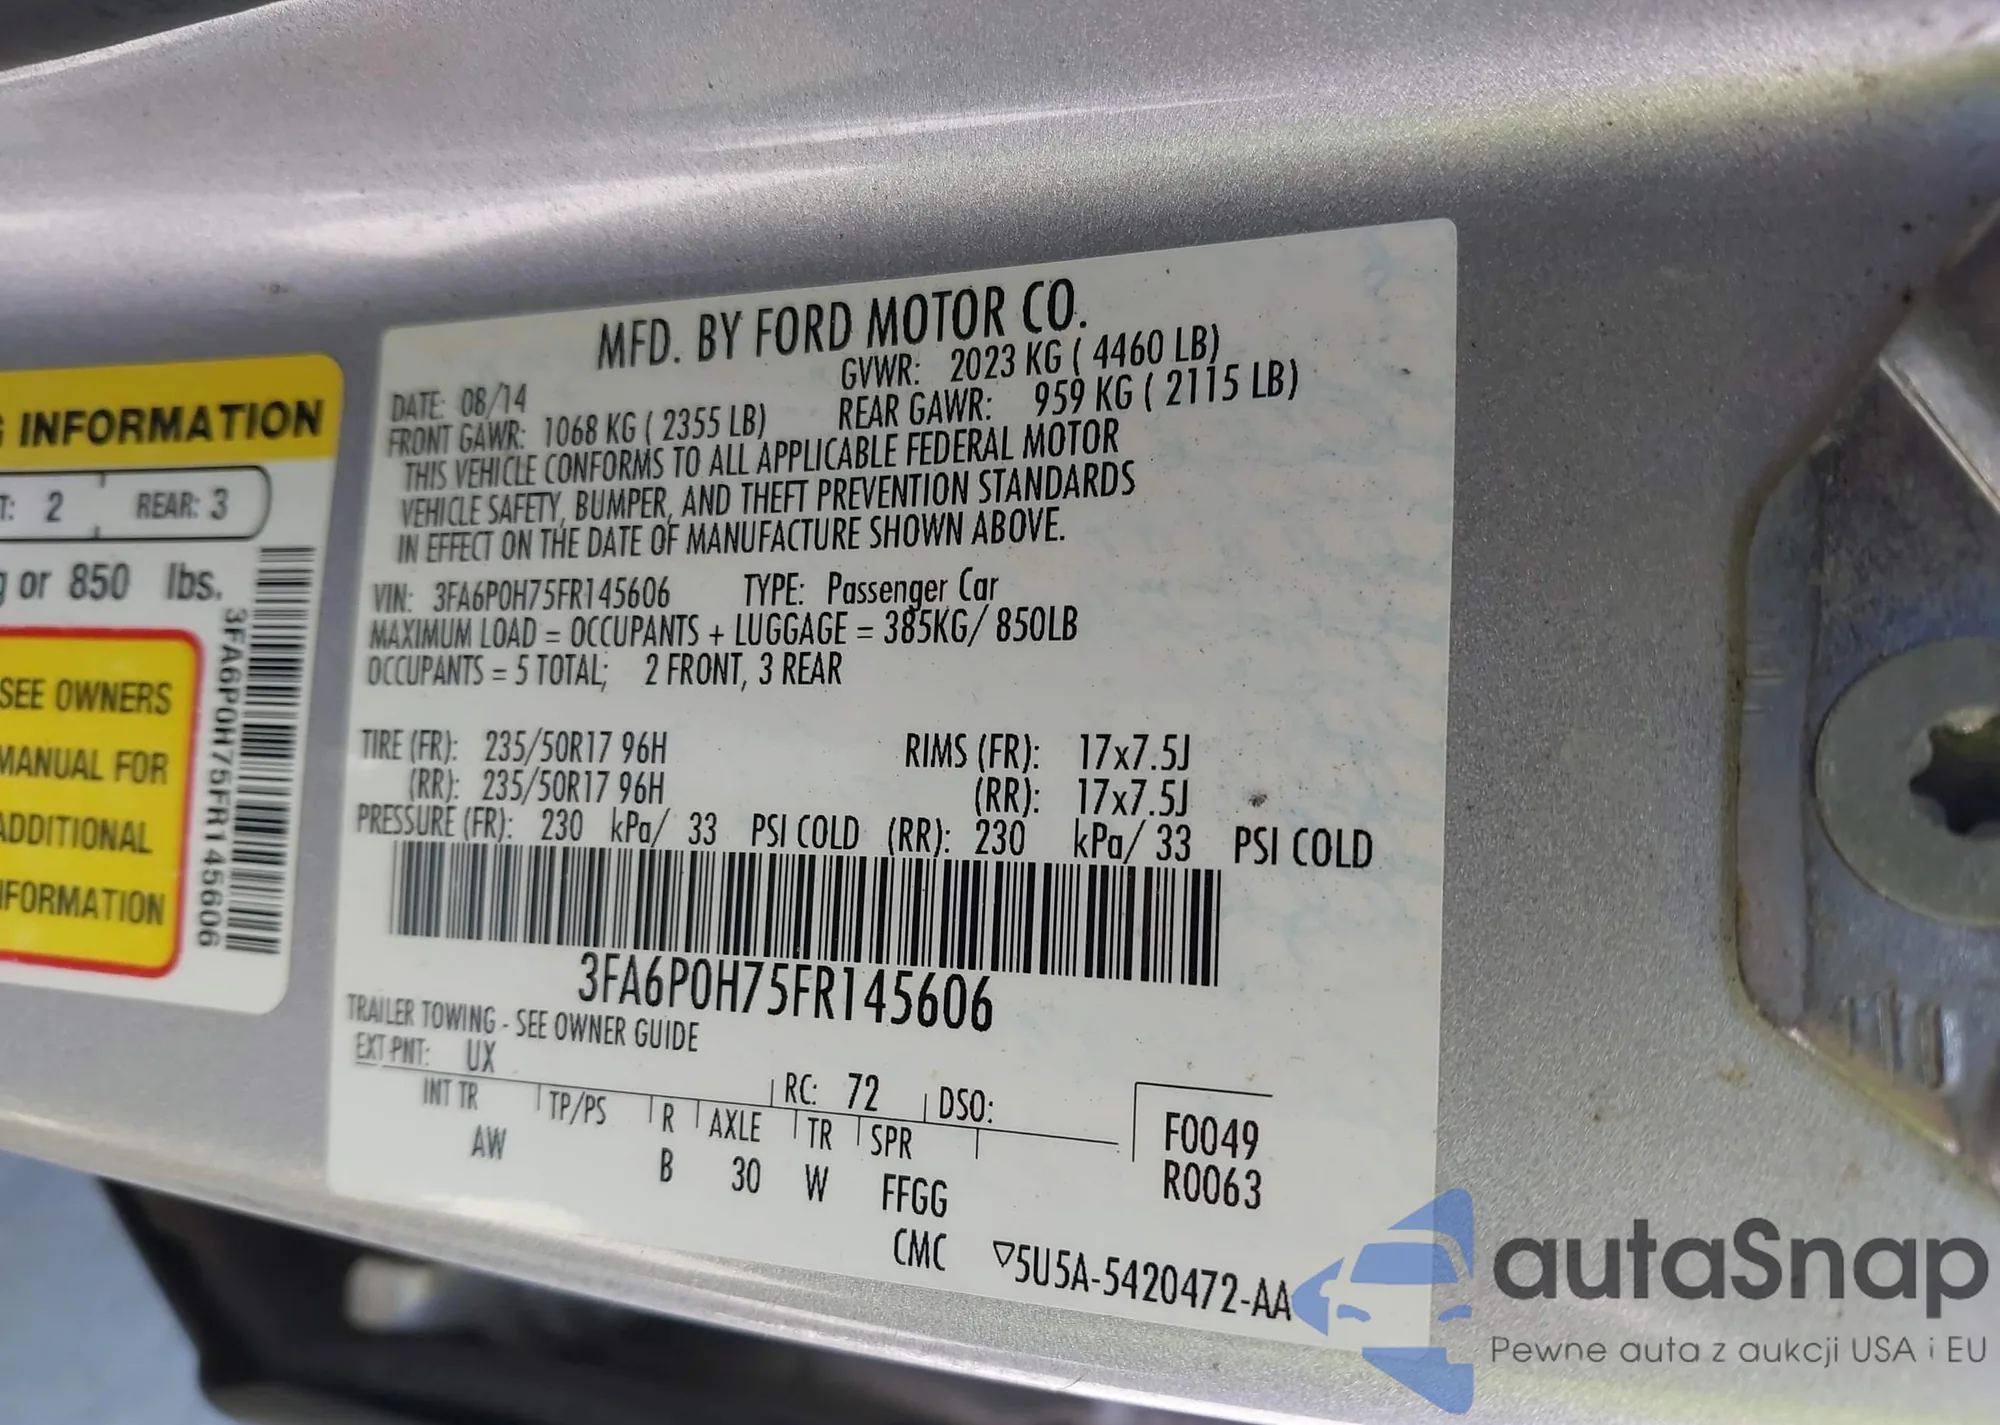 MFD. BY FORD MOTOR CO.
DATE: 08/14 GVWR: 2023 KG ( 4460 LB)
FRONT GAWR: 1068 KG ( 2355 LB) REAR GAWR: 959 KG ( 2115 LB)
THIS VEHICLE CONFORMS TO ALL APPLICABLE FEDERAL MOTOR
VEHICLE SAFETY, BUMPER, AND THEFT PREVENTION STANDARDS
IN EFFECT ON THE DATE OF MANUFACTURE SHOWN ABOVE.
VIN: 3FA6P0H75FR145606 TYPE: Passenger Car
MAXIMUM LOAD = OCCUPANTS + LUGGAGE = 385KG/ 850LB
OCCUPANTS = 5 TOTAL; 2 FRONT, 3 REAR
TIRE (FR): 235/50R17 96H RIMS (FR): 17x7.5J
(RR): 235/50R17 96H (RR): 17x7.5J
PRESSURE (FR): 230 kPa/ 33 PSI COLD (RR): 230 kPa/ 33 PSI COLD
3FA6P0H75FR145606
TRAILER TOWING - SEE OWNER GUIDE
EXT PNT: UX RC: 72 DSO:
INT TR TP/PS R AXLE TR SPR F0049
AW B 30 W FFGG R0063
CMC ▽5U5A-5420472-AA
INFORMATION
2 REAR: 3
or 850 lbs.
3FA6P0H75FR145606
SEE OWNERS
MANUAL FOR
ADDITIONAL
INFORMATION
autaSnap
Pewne auta z aukcji USA i EU